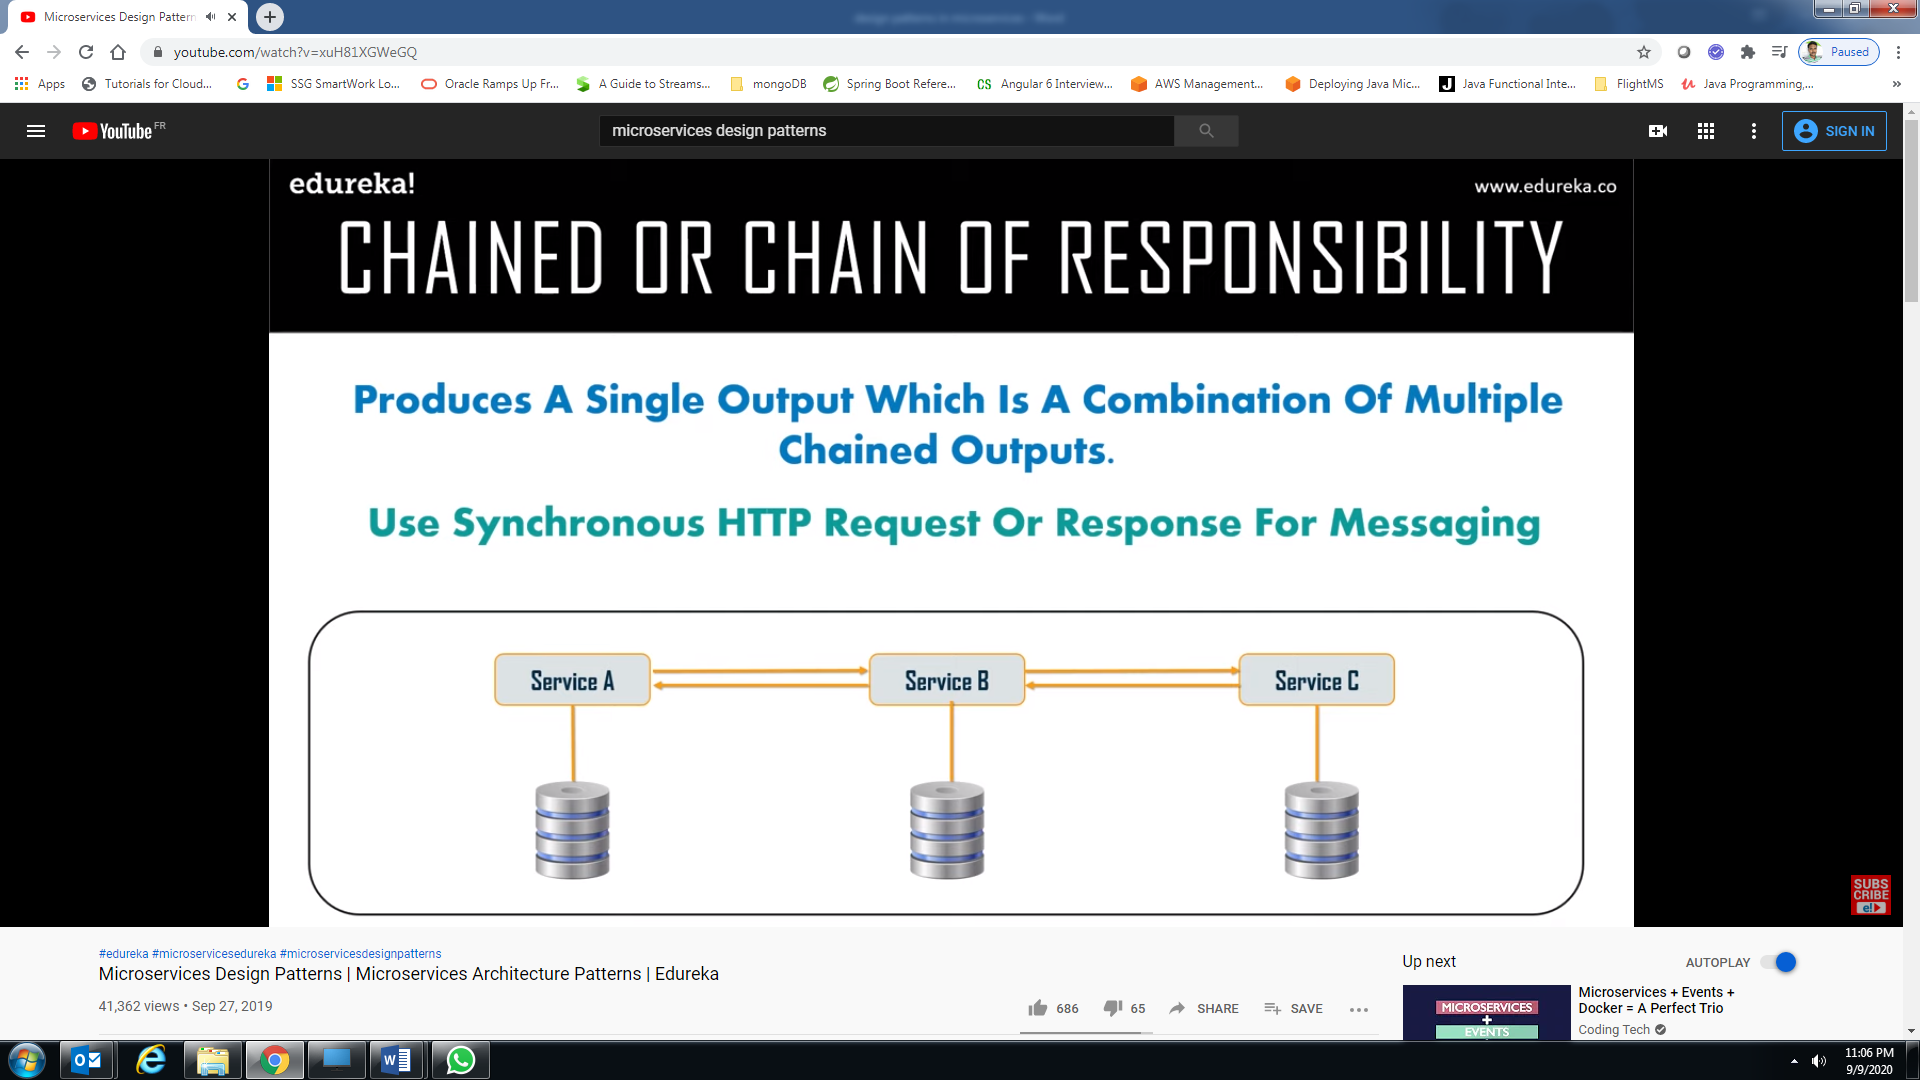 Microservices Design Pattern
design patterns in microservices - Word
youtube.com/watch?v=xuH81XGWeGQ
Paused
Apps
Tutorials for Cloud...
SSG SmartWork Lo...
Oracle Ramps Up Fr...
A Guide to Streams...
mongoDB
Spring Boot Refere...
CS Angular 6 Interview...
AWS Management...
Deploying Java Mic...
J Java Functional Inte...
FlightMS
Java Programming,...
»
YouTube FR
microservices design patterns
SIGN IN
edureka!
www.edureka.co
CHAINED OR CHAIN OF RESPONSIBILITY
Produces A Single Output Which Is A Combination Of Multiple
Chained Outputs.
Use Synchronous HTTP Request Or Response For Messaging
Service A
Service B
Service C
SUBS
CRIBE
e!
#edureka #microservicesedureka #microservicesdesignpatterns
Microservices Design Patterns | Microservices Architecture Patterns | Edureka
41,362 views • Sep 27, 2019
686
65
SHARE
SAVE
Up next
AUTOPLAY
MICROSERVICES
+
EVENTS
Microservices + Events +
Docker = A Perfect Trio
Coding Tech
11:06 PM
9/9/2020